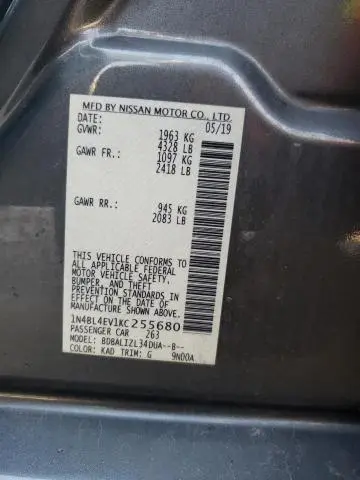 MFD BY NISSAN MOTOR CO., LTD.
DATE: 05/19
GVWR: 1963 KG
4328 LB
GAWR FR.: 1097 KG
2418 LB
GAWR RR.: 945 KG
2083 LB
THIS VEHICLE CONFORMS TO ALL
APPLICABLE U.S. FEDERAL
MOTOR VEHICLE SAFETY,
BUMPER, AND THEFT
PREVENTION STANDARDS
IN EFFECT ON THE DATE OF
MANUFACTURE SHOWN ABOVE.
1N4BL4EV1KC255680
PASSENGER CAR 263
MODEL: BDBALIZL34DUA--B--
COLOR: KAD TRIM: G 9N00A